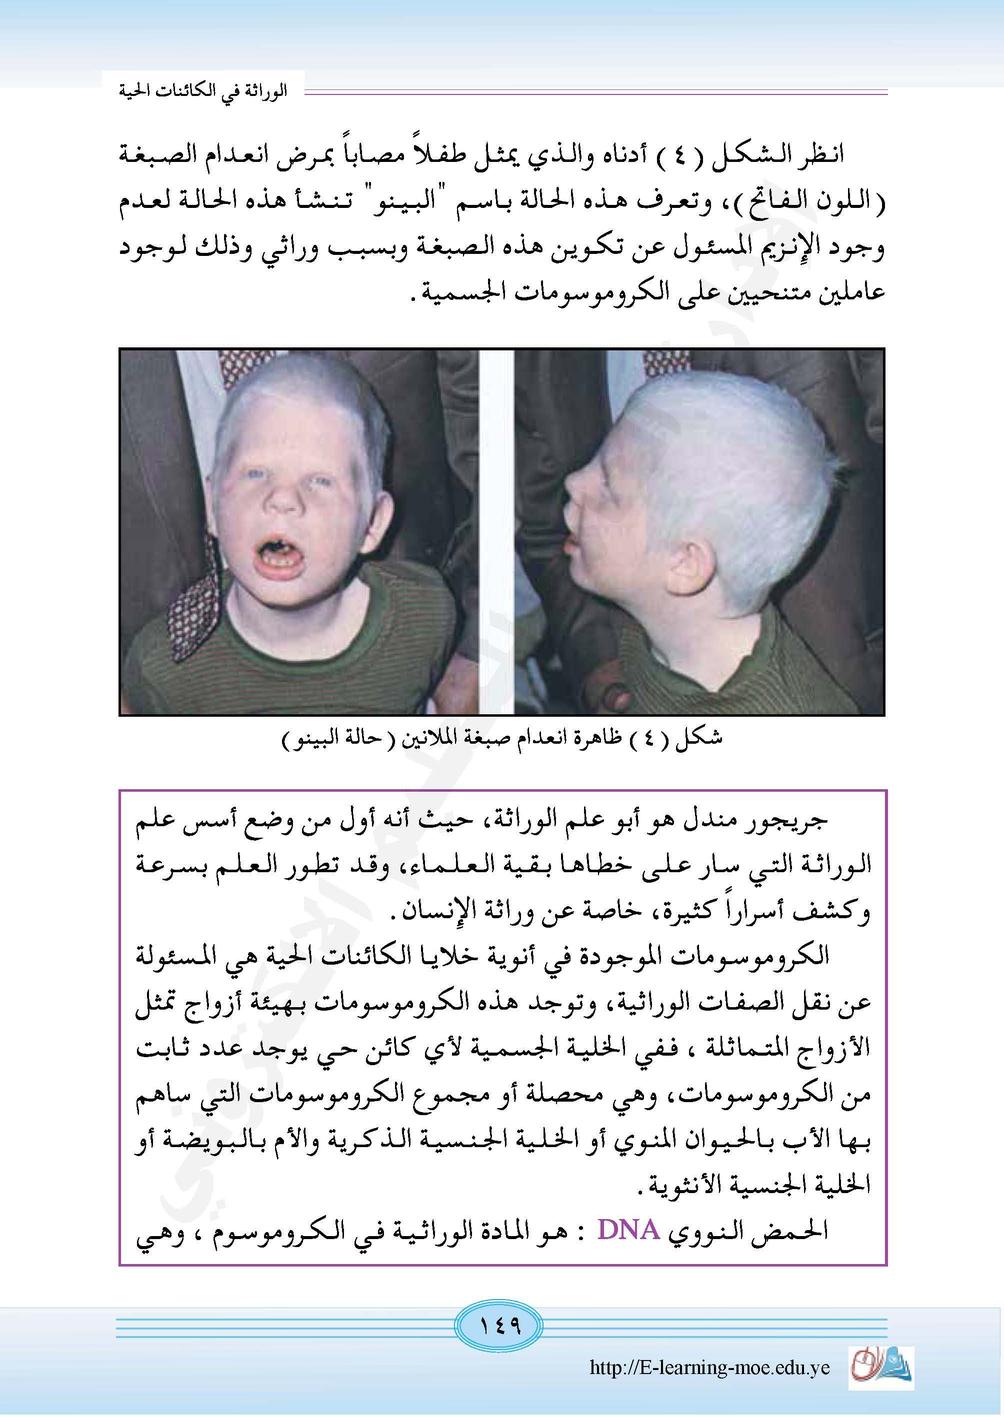 الوراثة في الكائنات الحية
انظر الشكل ( ٤ ) أدناه والذي يمثل طفلاً مصاباً بمرض انعدام الصبغة
( اللون الفاتح )، وتعرف هذه الحالة باسم "البينو" تنشأ هذه الحالة لعدم
وجود الإنزيم المسئول عن تكوين هذه الصبغة وبسبب وراثي وذلك لوجود
عاملين متنحيين على الكروموسومات الجسمية .
شكل ( ٤ ) ظاهرة انعدام صبغة الملانين ( حالة البينو )
جريجور مندل هو أبو علم الوراثة، حيث أنه أول من وضع أسس علم
الوراثة التي سار على خطاها بقية العلماء، وقد تطور العلم بسرعة
وكشف أسراراً كثيرة، خاصة عن وراثة الإنسان .
الكروموسومات الموجودة في أنوية خلايا الكائنات الحية هي المسئولة
عن نقل الصفات الوراثية، وتوجد هذه الكروموسومات بهيئة أزواج تمثل
الأزواج المتماثلة ، ففي الخلية الجسمية لأي كائن حي يوجد عدد ثابت
من الكروموسومات، وهي محصلة أو مجموع الكروموسومات التي ساهم
بها الأب بالحيوان المنوي أو الخلية الجنسية الذكرية والأم بالبويضة أو
الخلية الجنسية الأنثوية .
الحمض النووي DNA : هو المادة الوراثية في الكروموسوم ، وهي
١٤٩
http://E-learning-moe.edu.ye